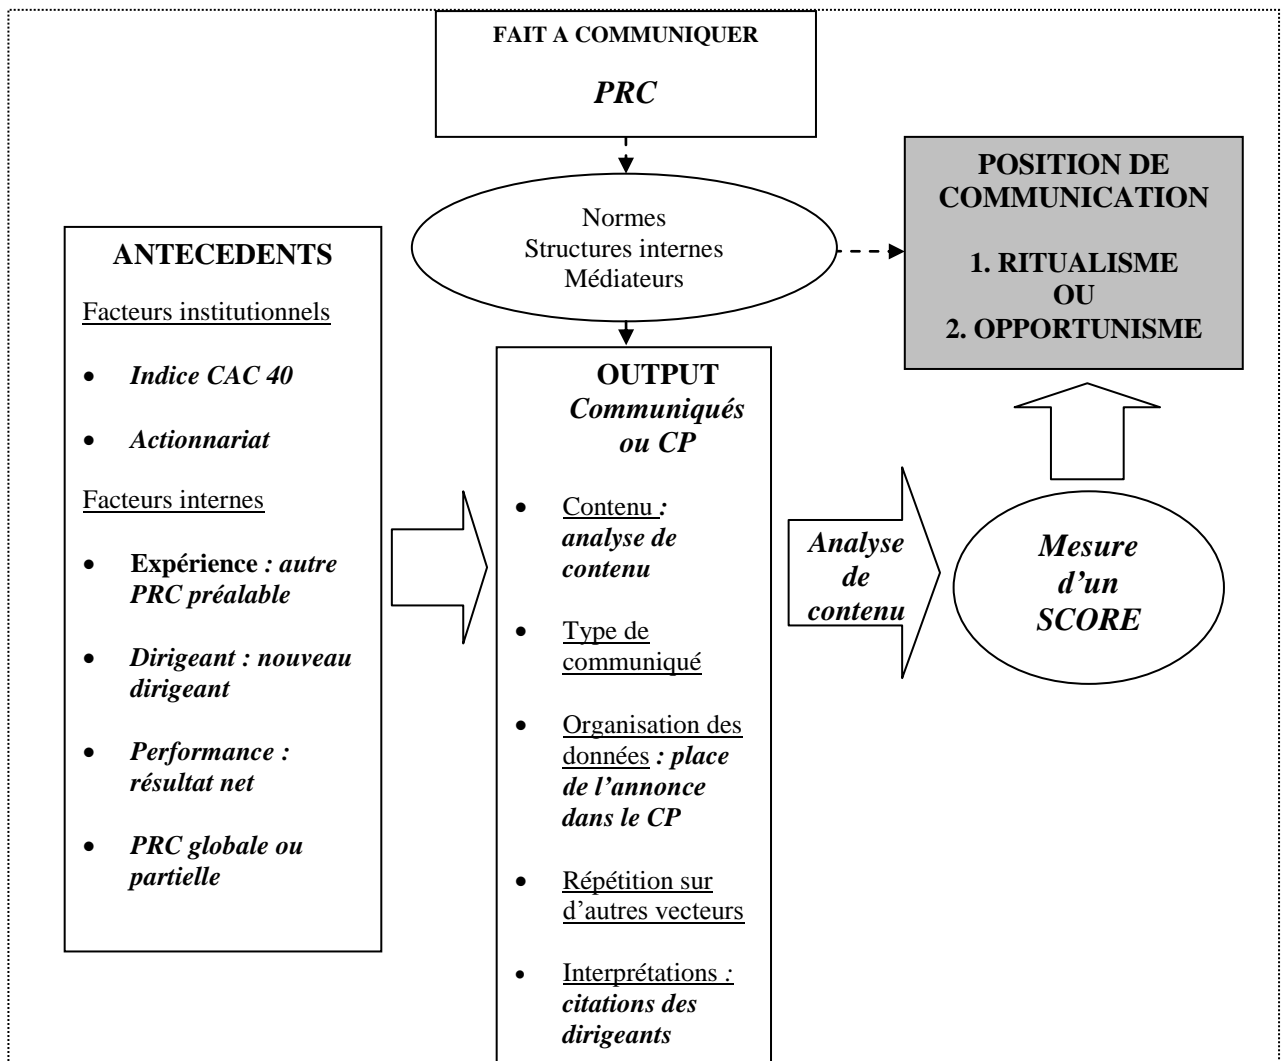 FAIT A COMMUNIQUER
PRC
Normes
Structures internes
Médiateurs
POSITION DE
COMMUNICATION
1. RITUALISME
OU
2. OPPORTUNISME
ANTECEDENTS
Facteurs institutionnels
• Indice CAC 40
• Actionnariat
Facteurs internes
• Expérience : autre
PRC préalable
• Dirigeant : nouveau
dirigeant
• Performance :
résultat net
• PRC globale ou
partielle
OUTPUT
Communiqués
ou CP
• Contenu :
analyse de
contenu
• Type de
communiqué
• Organisation des
données : place
de l’annonce
dans le CP
• Répétition sur
d’autres vecteurs
• Interprétations :
citations des
dirigeants
Analyse
de
contenu
Mesure
d’un
SCORE